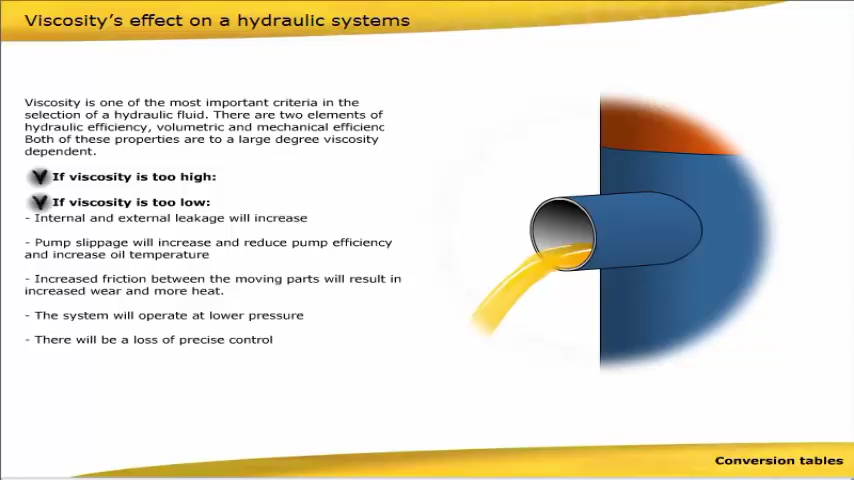 Viscosity's effect on a hydraulic systems
Viscosity is one of the most important criteria in the
selection of a hydraulic fluid. There are two elements of
hydraulic efficiency, volumetric and mechanical efficienc
Both of these properties are to a large degree viscosity
dependent.
If viscosity is too high:
If viscosity is too low:
- Internal and external leakage will increase
- Pump slippage will increase and reduce pump efficiency
and increase oil temperature
- Increased friction between the moving parts will result in
increased wear and more heat.
- The system will operate at lower pressure
- There will be a loss of precise control
Conversion tables